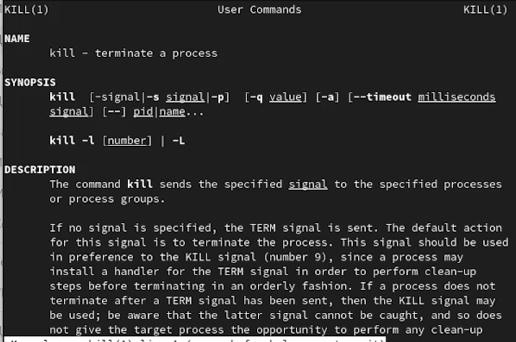 KILL(1) User Commands KILL(1)
NAME
kill - terminate a process
SYNOPSIS
kill [-signal|-s signal|-p] [-q value] [-a] [--timeout milliseconds
signal] [--] pid|name...
kill -l [number] | -L
DESCRIPTION
The command kill sends the specified signal to the specified processes
or process groups.
If no signal is specified, the TERM signal is sent. The default action
for this signal is to terminate the process. This signal should be used
in preference to the KILL signal (number 9), since a process may
install a handler for the TERM signal in order to perform clean-up
steps before terminating in an orderly fashion. If a process does not
terminate after a TERM signal has been sent, then the KILL signal may
be used; be aware that the latter signal cannot be caught, and so does
not give the target process the opportunity to perform any clean-up